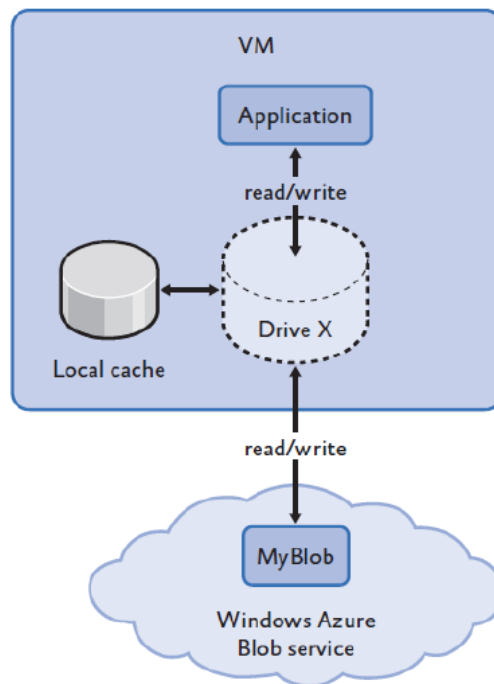 VM
Application
read/write
Drive X
Local cache
read/write
MyBlob
Windows Azure
Blob service